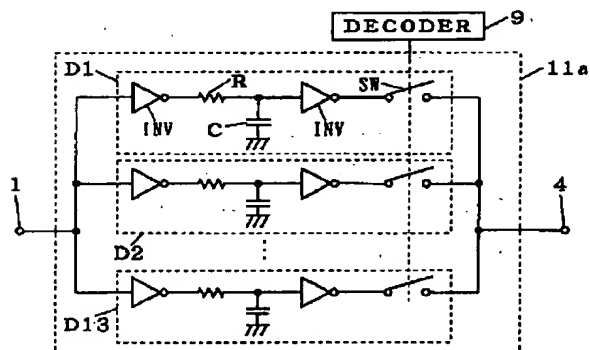 DECODER 9
D1 R SW 11a
INV C INV
1 4
D2
D13